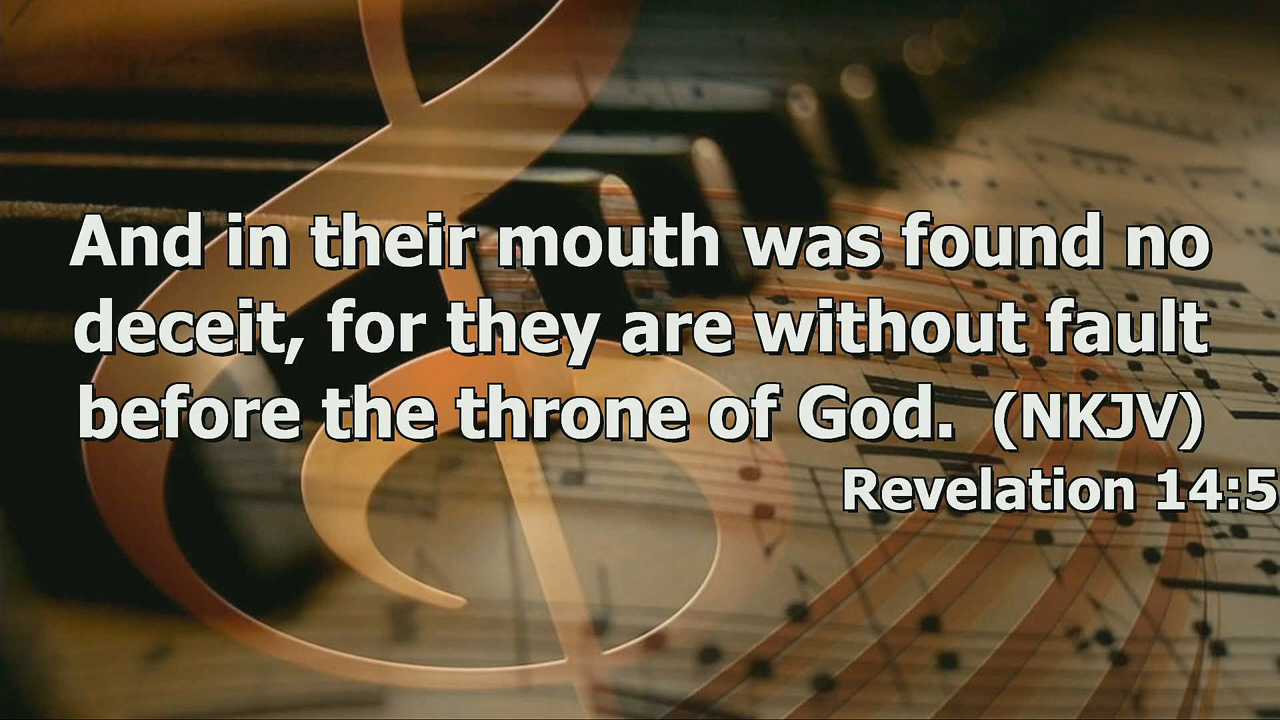 And in their mouth was found no
deceit, for they are without fault
before the throne of God. (NKJV)
Revelation 14:5